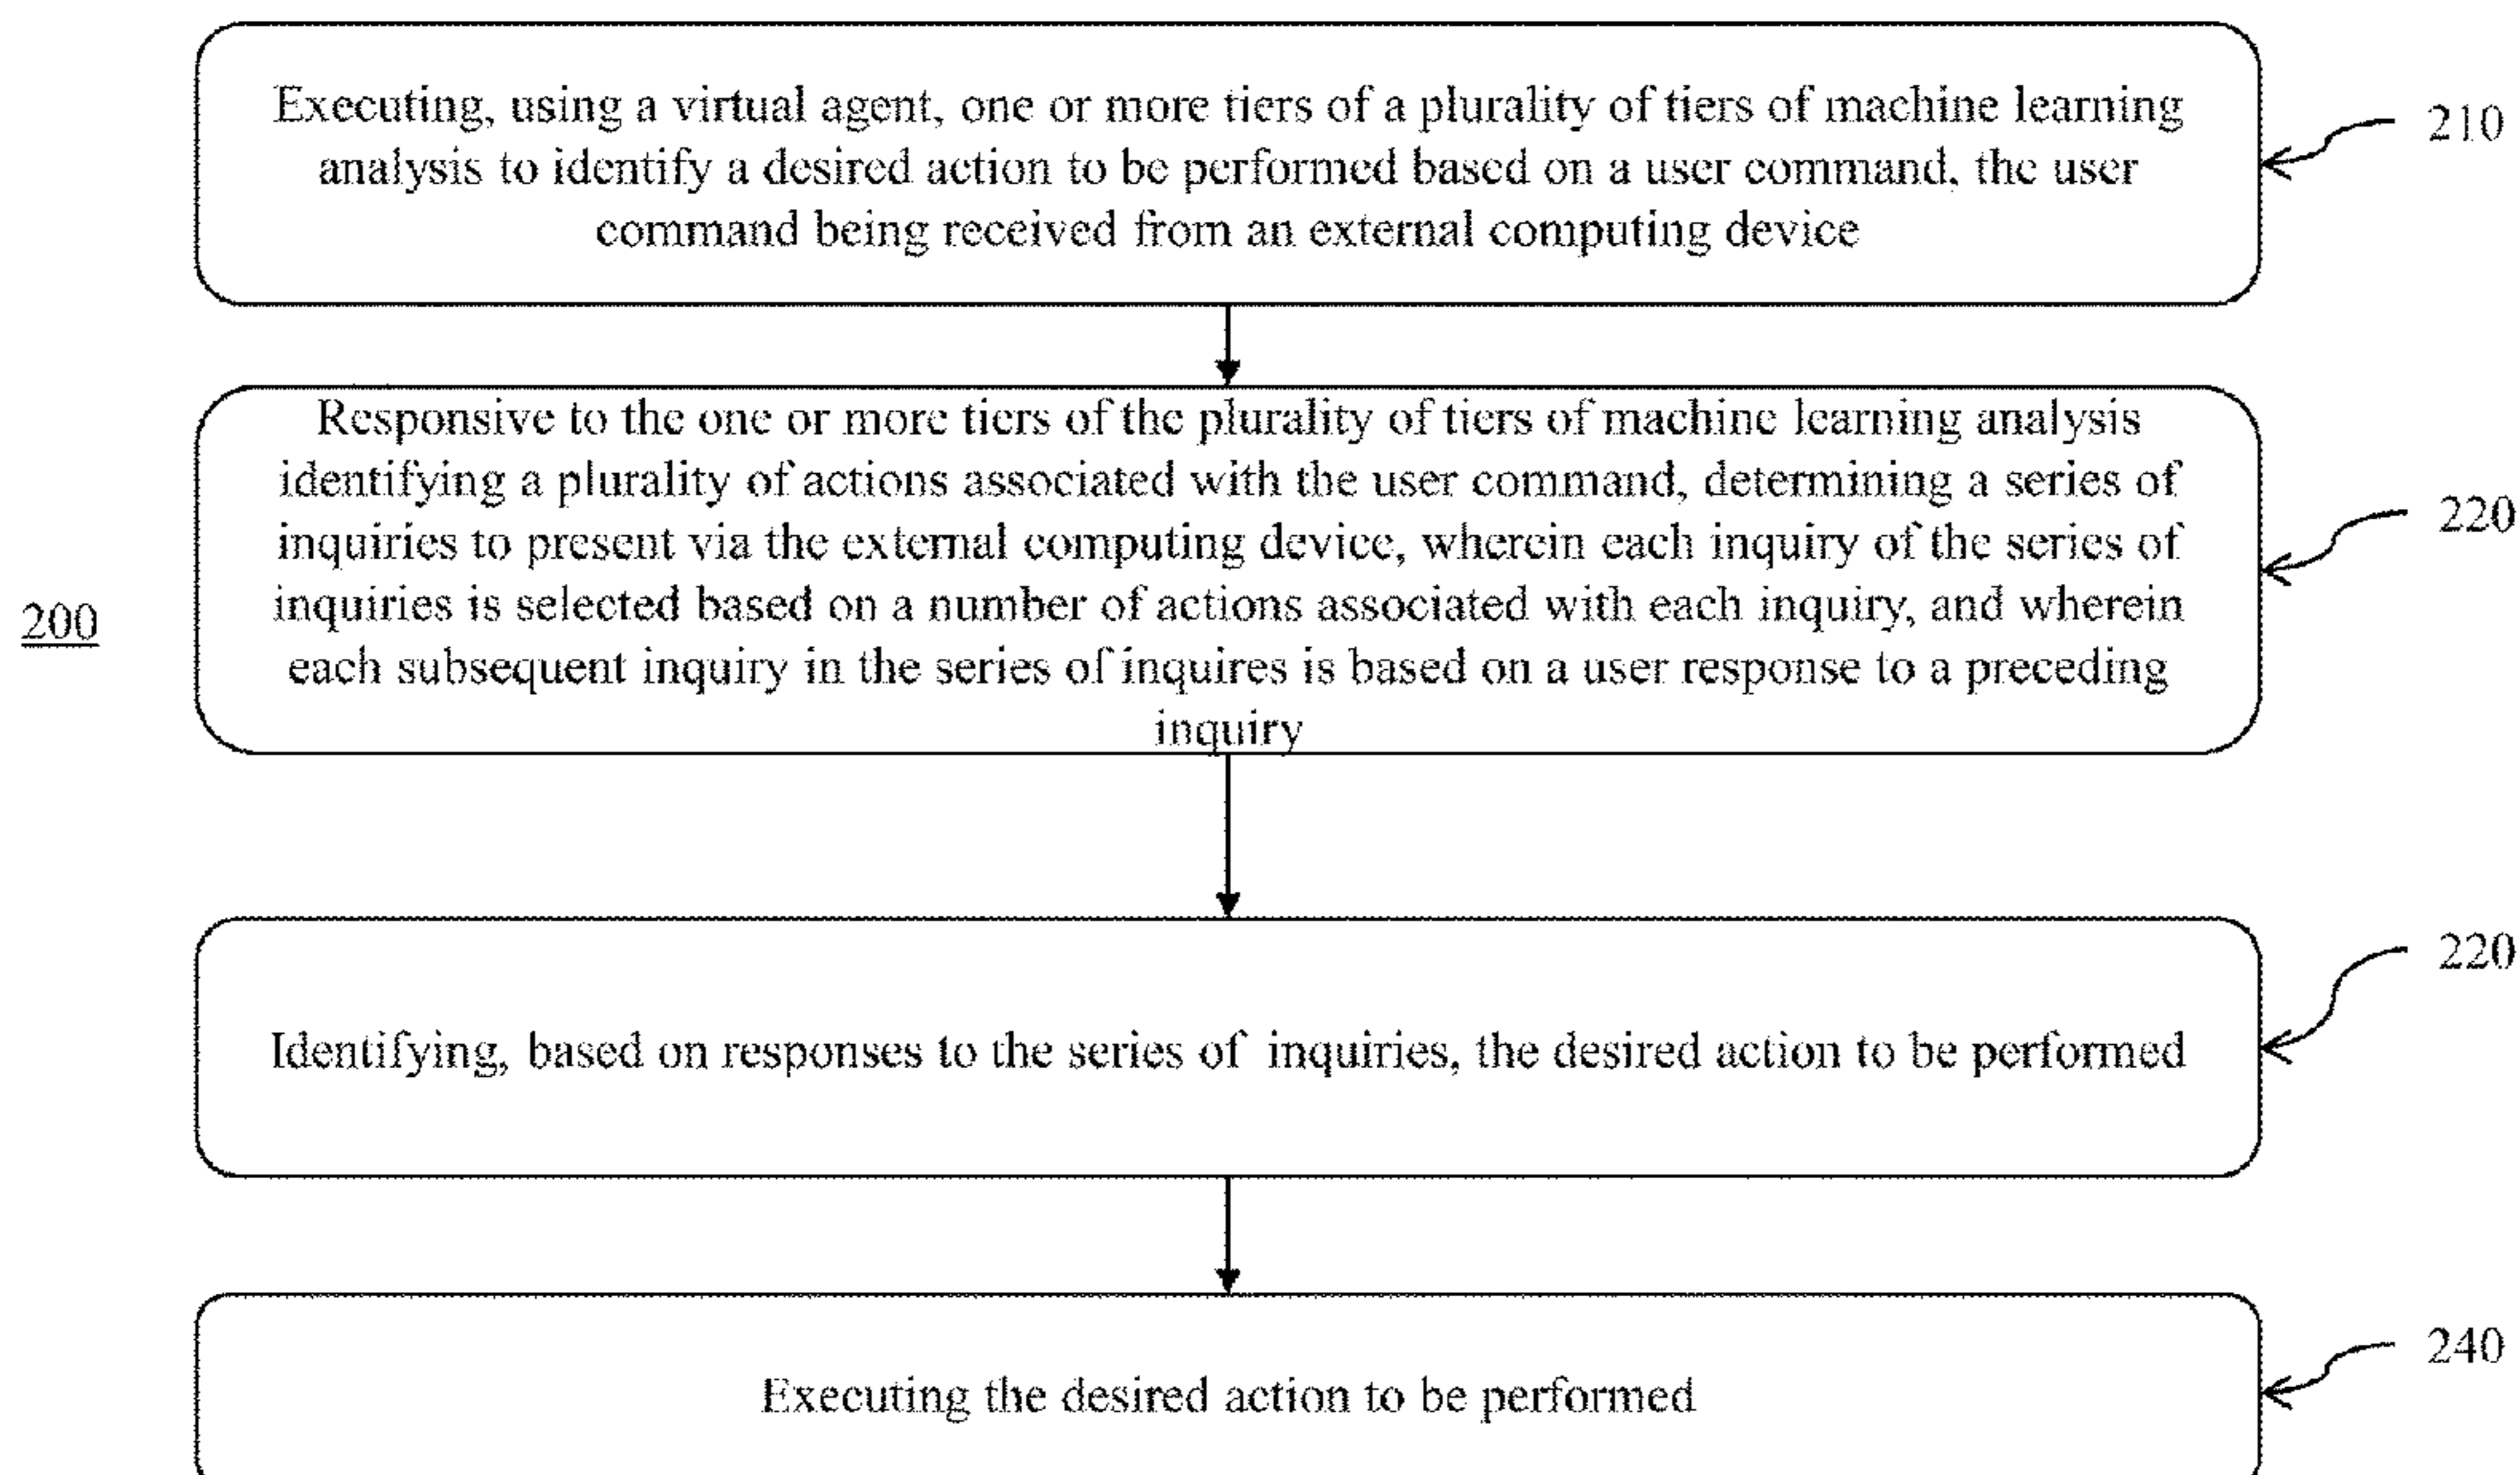 Executing, using a virtual agent, one or more tiers of a plurality of tiers of machine learning
analysis to identify a desired action to be performed based on a user command, the user
command being received from an external computing device
210
Responsive to the one or more tiers of the plurality of tiers of machine learning analysis
identifying a plurality of actions associated with the user command, determining a series of
inquiries to present via the external computing device, wherein each inquiry of the series of
inquiries is selected based on a number of actions associated with each inquiry, and wherein
each subsequent inquiry in the series of inquires is based on a user response to a preceding
inquiry
220
200
Identifying, based on responses to the series of inquiries, the desired action to be performed
220
Executing the desired action to be performed
240